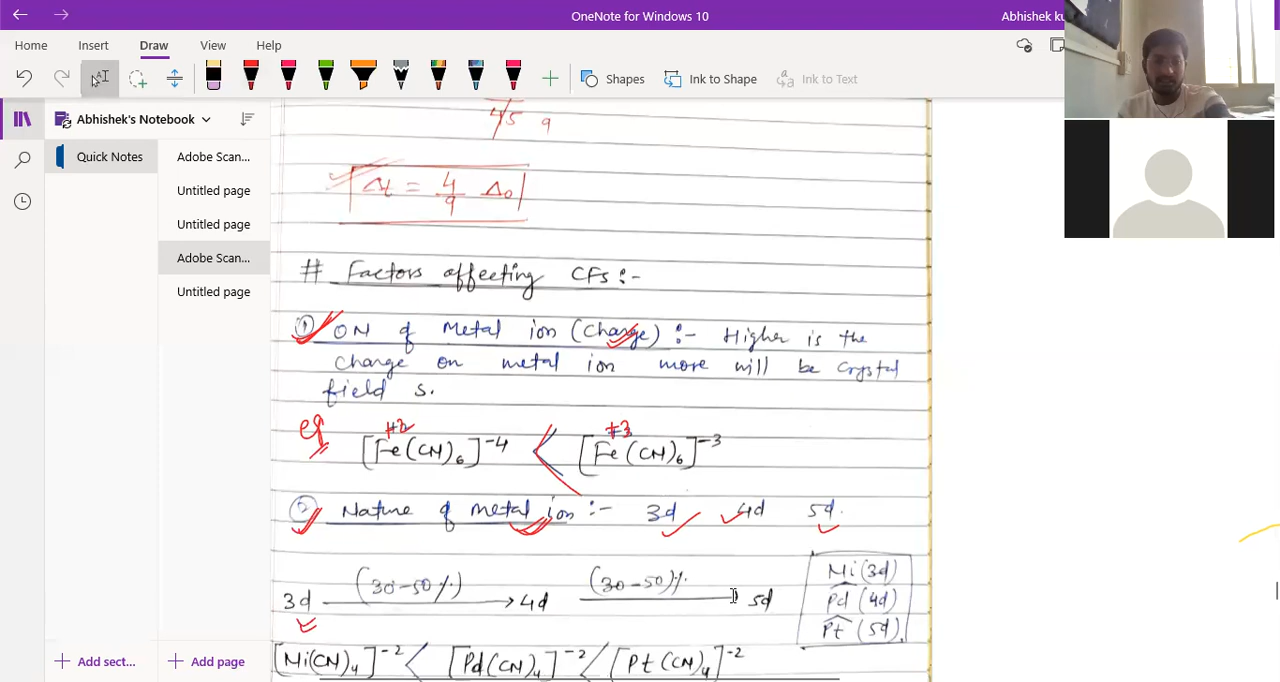 OneNote for Windows 10
Abhishek ku
Home Insert Draw View Help
Shapes Ink to Shape Ink to Text
Abhishek's Notebook
Quick Notes
Adobe Scan...
Untitled page
Untitled page
Adobe Scan...
Untitled page
Add sect... Add page
45 9
Δt = 4/9 Δo
# Factors affecting CFS :-
① ON of Metal ion (Charge) :- Higher is the
charge on metal ion more will be crystal
field s.
eg +2 +3
[Fe(CN)6]-4 < [Fe(CN)6]-3
② Nature of metal ion :- 3d 4d 5d.
3d (30-50%) → 4d (30-50)% 5d
Ni (3d)
Pd (4d)
Pt (5d)
[Ni(CN)4]-2 < [Pd(CN)4]-2 < [Pt(CN)4]-2